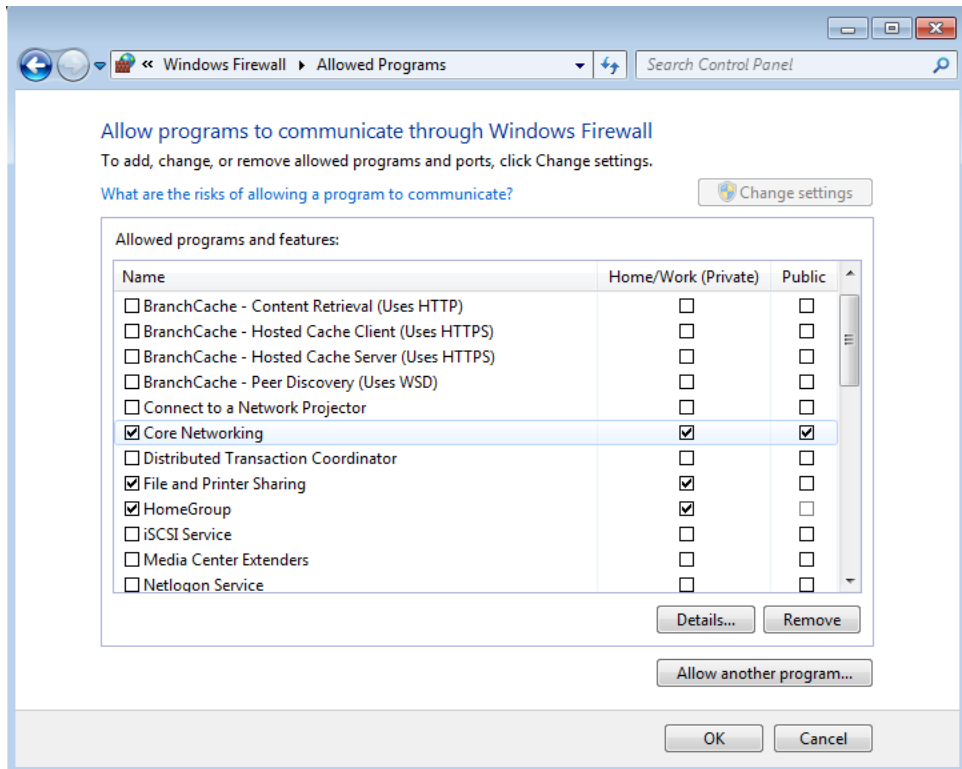 « Windows Firewall Allowed Programs
Search Control Panel
Allow programs to communicate through Windows Firewall
To add, change, or remove allowed programs and ports, click Change settings.
What are the risks of allowing a program to communicate?
Change settings
Allowed programs and features:
Name Home/Work (Private) Public
BranchCache - Content Retrieval (Uses HTTP)
BranchCache - Hosted Cache Client (Uses HTTPS)
BranchCache - Hosted Cache Server (Uses HTTPS)
BranchCache - Peer Discovery (Uses WSD)
Connect to a Network Projector
Core Networking
Distributed Transaction Coordinator
File and Printer Sharing
HomeGroup
iSCSI Service
Media Center Extenders
Netlogon Service
Details... Remove
Allow another program...
OK Cancel